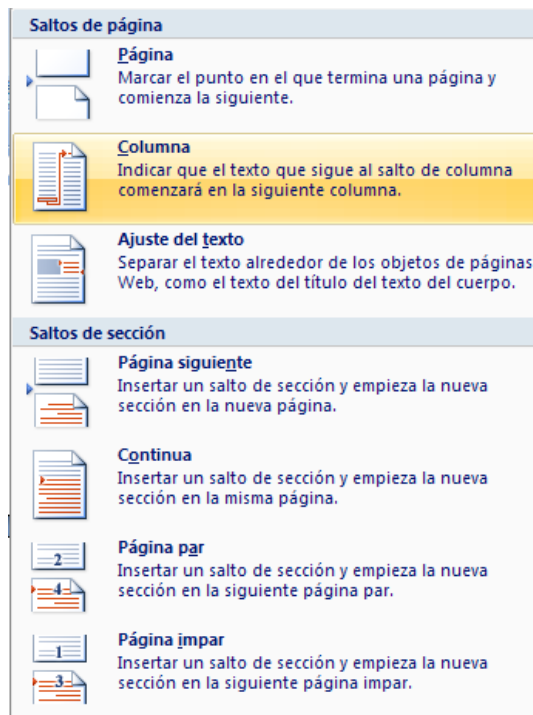 Saltos de página
Página
Marcar el punto en el que termina una página y
comienza la siguiente.
Columna
Indicar que el texto que sigue al salto de columna
comenzará en la siguiente columna.
Ajuste del texto
Separar el texto alrededor de los objetos de páginas
Web, como el texto del título del texto del cuerpo.
Saltos de sección
Página siguiente
Insertar un salto de sección y empieza la nueva
sección en la nueva página.
Continua
Insertar un salto de sección y empieza la nueva
sección en la misma página.
Página par
2
Insertar un salto de sección y empieza la nueva
4
sección en la siguiente página par.
Página impar
1
Insertar un salto de sección y empieza la nueva
3
sección en la siguiente página impar.